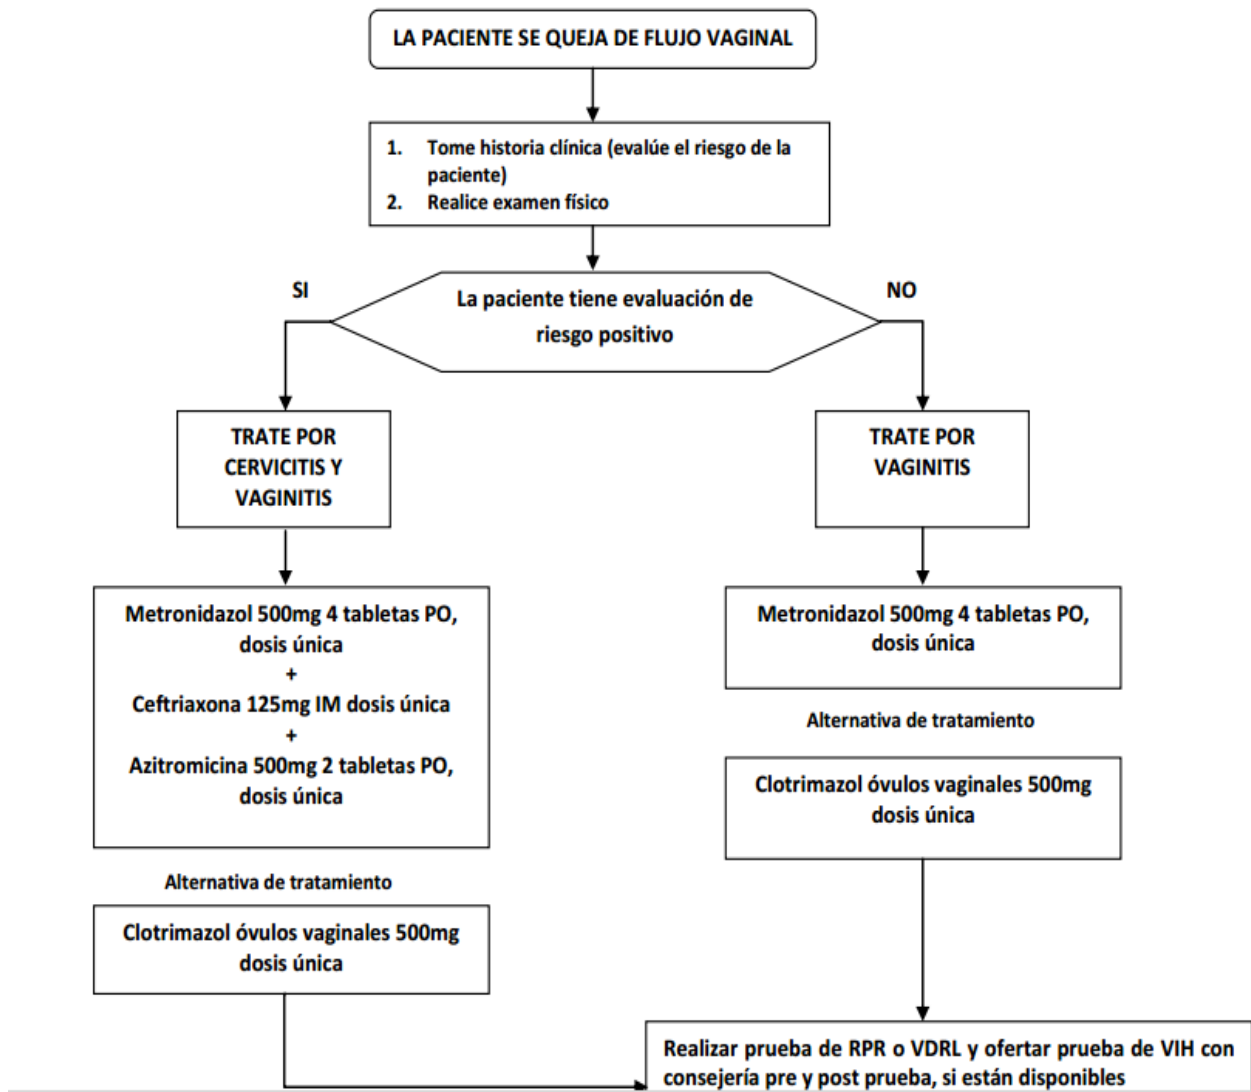 LA PACIENTE SE QUEJA DE FLUJO VAGINAL
1. Tome historia clínica (evalúe el riesgo de la
paciente)
2. Realice examen físico
SI
La paciente tiene evaluación de
riesgo positivo
NO
TRATE POR
CERVICITIS Y
VAGINITIS
TRATE POR
VAGINITIS
Metronidazol 500mg 4 tabletas PO,
dosis única
+
Ceftriaxona 125mg IM dosis única
+
Azitromicina 500mg 2 tabletas PO,
dosis única
Alternativa de tratamiento
Clotrimazol óvulos vaginales 500mg
dosis única
Metronidazol 500mg 4 tabletas PO,
dosis única
Alternativa de tratamiento
Clotrimazol óvulos vaginales 500mg
dosis única
Realizar prueba de RPR o VDRL y ofertar prueba de VIH con
consejería pre y post prueba, si están disponibles